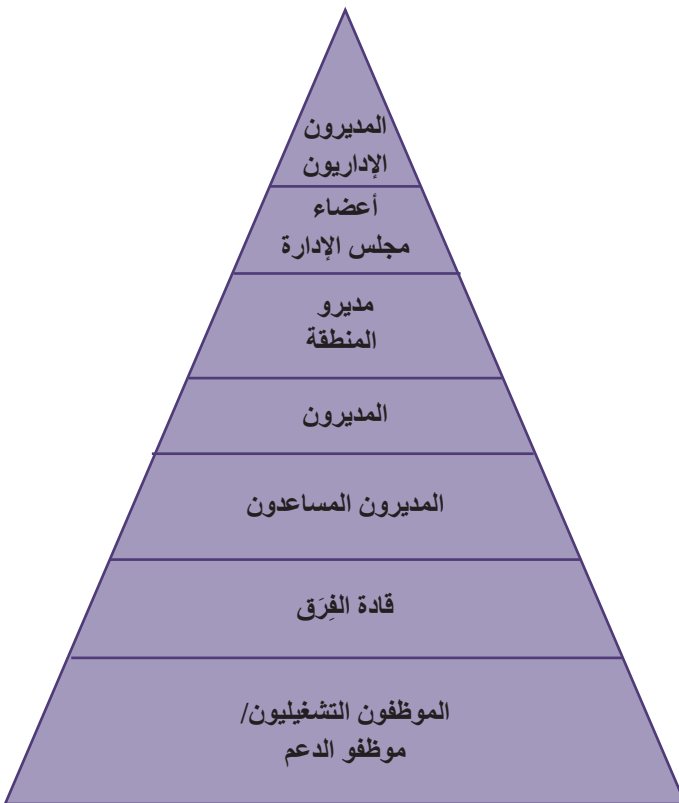 المديرون
الإداريون
أعضاء
مجلس الإدارة
مديرو
المنطقة
المديرون
المديرون المساعدون
قادة الفِرَق
الموظفون التشغيليون/
موظفو الدعم